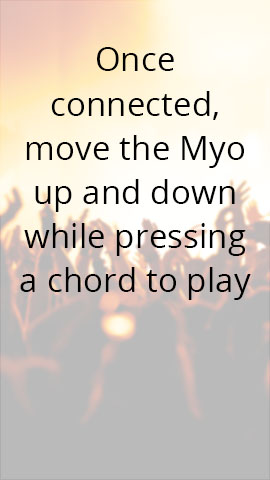 Once
connected,
move the Myo
up and down
while pressing
a chord to play